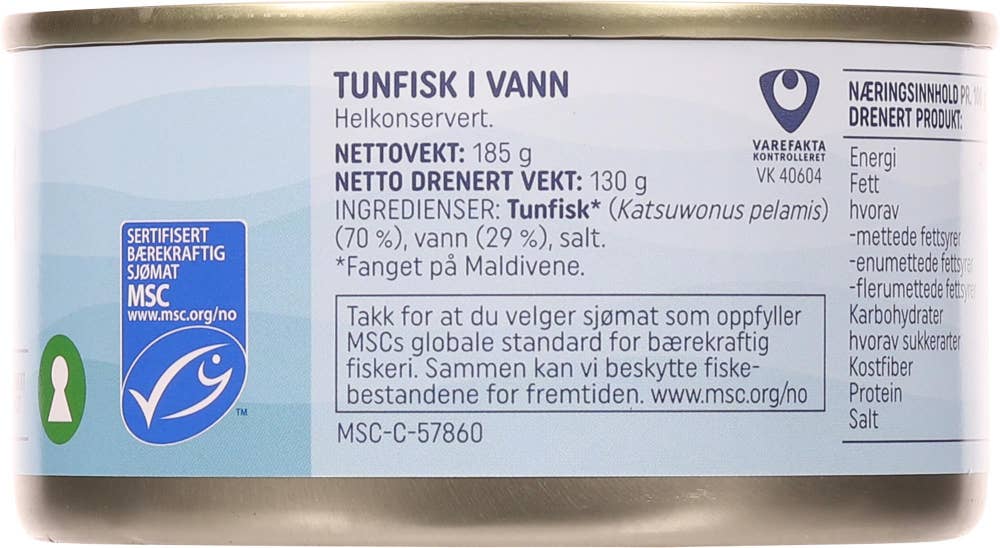 SERTIFISERT
BÆREKRAFTIG
SJØMAT
MSC
www.msc.org/no
TM
TUNFISK I VANN
Helkonservert.
NETTOVEKT: 185 g
NETTO DRENERT VEKT: 130 g
INGREDIENSER: Tunfisk* (Katsuwonus pelamis)
(70 %), vann (29 %), salt.
*Fanget på Maldivene.
Takk for at du velger sjømat som oppfyller
MSCs globale standard for bærekraftig
fiskeri. Sammen kan vi beskytte fiske-
bestandene for fremtiden. www.msc.org/no
MSC-C-57860
VAREFAKTA
KONTROLLERET
VK 40604
NÆRINGSINNHOLD PR. 100
DRENERT PRODUKT:
Energi
Fett
hvorav
-mettede fettsyrer
-enumettede fettsyrer
-flerumettede fettsyrer
Karbohydrater
hvorav sukkerarter
Kostfiber
Protein
Salt